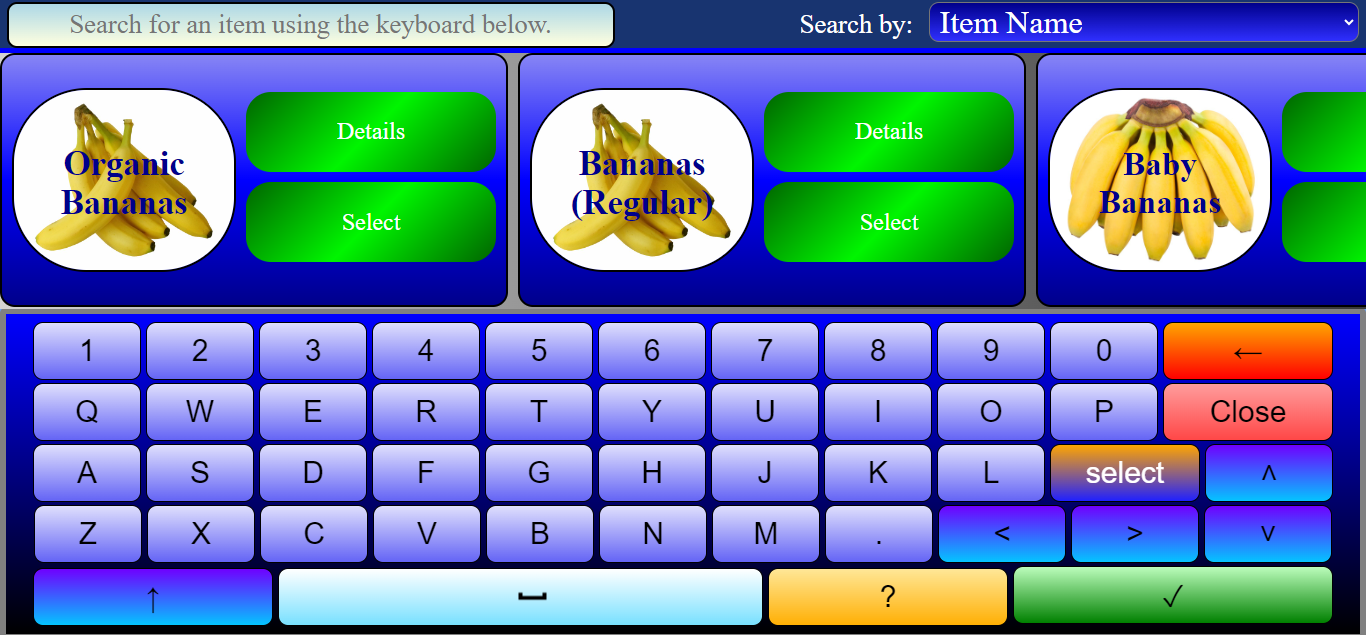 Search for an item using the keyboard below.
Search by: Item Name
Organic
Bananas
Details
Select
Bananas
(Regular)
Details
Select
Baby
Bananas
1 2 3 4 5 6 7 8 9 0 ←
Q W E R T Y U I O P Close
A S D F G H J K L select ^
Z X C V B N M . < > v
↑ ⎵ ? ✓